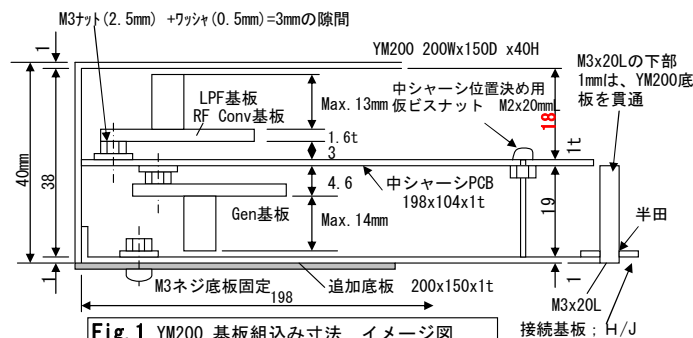 M3ﾅｯﾄ(2.5mm) +ﾜｯｼｬ(0.5mm)=3mmの隙間
YM200 200Wx150D x40H
M3x20Lの下部
1mmは、YM200底
板を貫通
中シャーシ位置決め用
仮ビスナット M2x20mmL
LPF基板
RF Conv基板
Max.13mm
1.6t
3
18
1t
1
40mm
38
1
4.6
中シャーシPCB
198x104x1t
19
Gen基板
Max.14mm
半田
1
M3ネジ底板固定
追加底板 200x150x1t
198
M3x20L
接続基板；H/J
Fig.1 YM200 基板組込み寸法 イメージ図